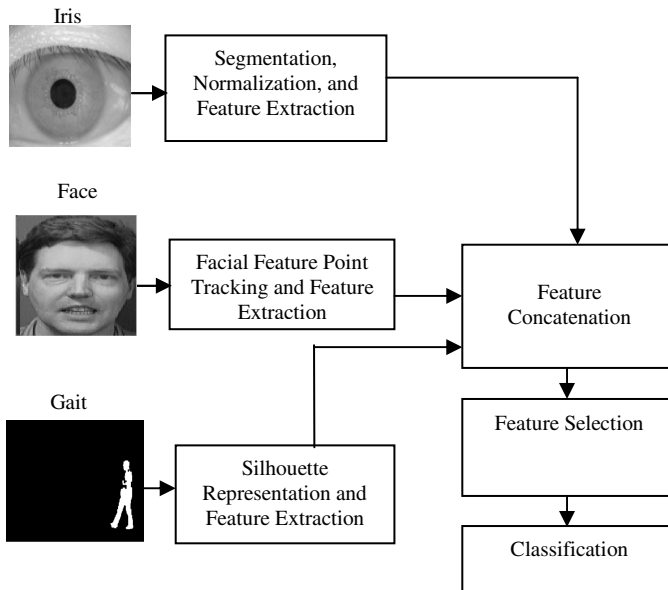 Iris
Segmentation,
Normalization, and
Feature Extraction
Face
Facial Feature Point
Tracking and Feature
Extraction
Feature
Concatenation
Gait
Silhouette
Representation and
Feature Extraction
Feature Selection
Classification